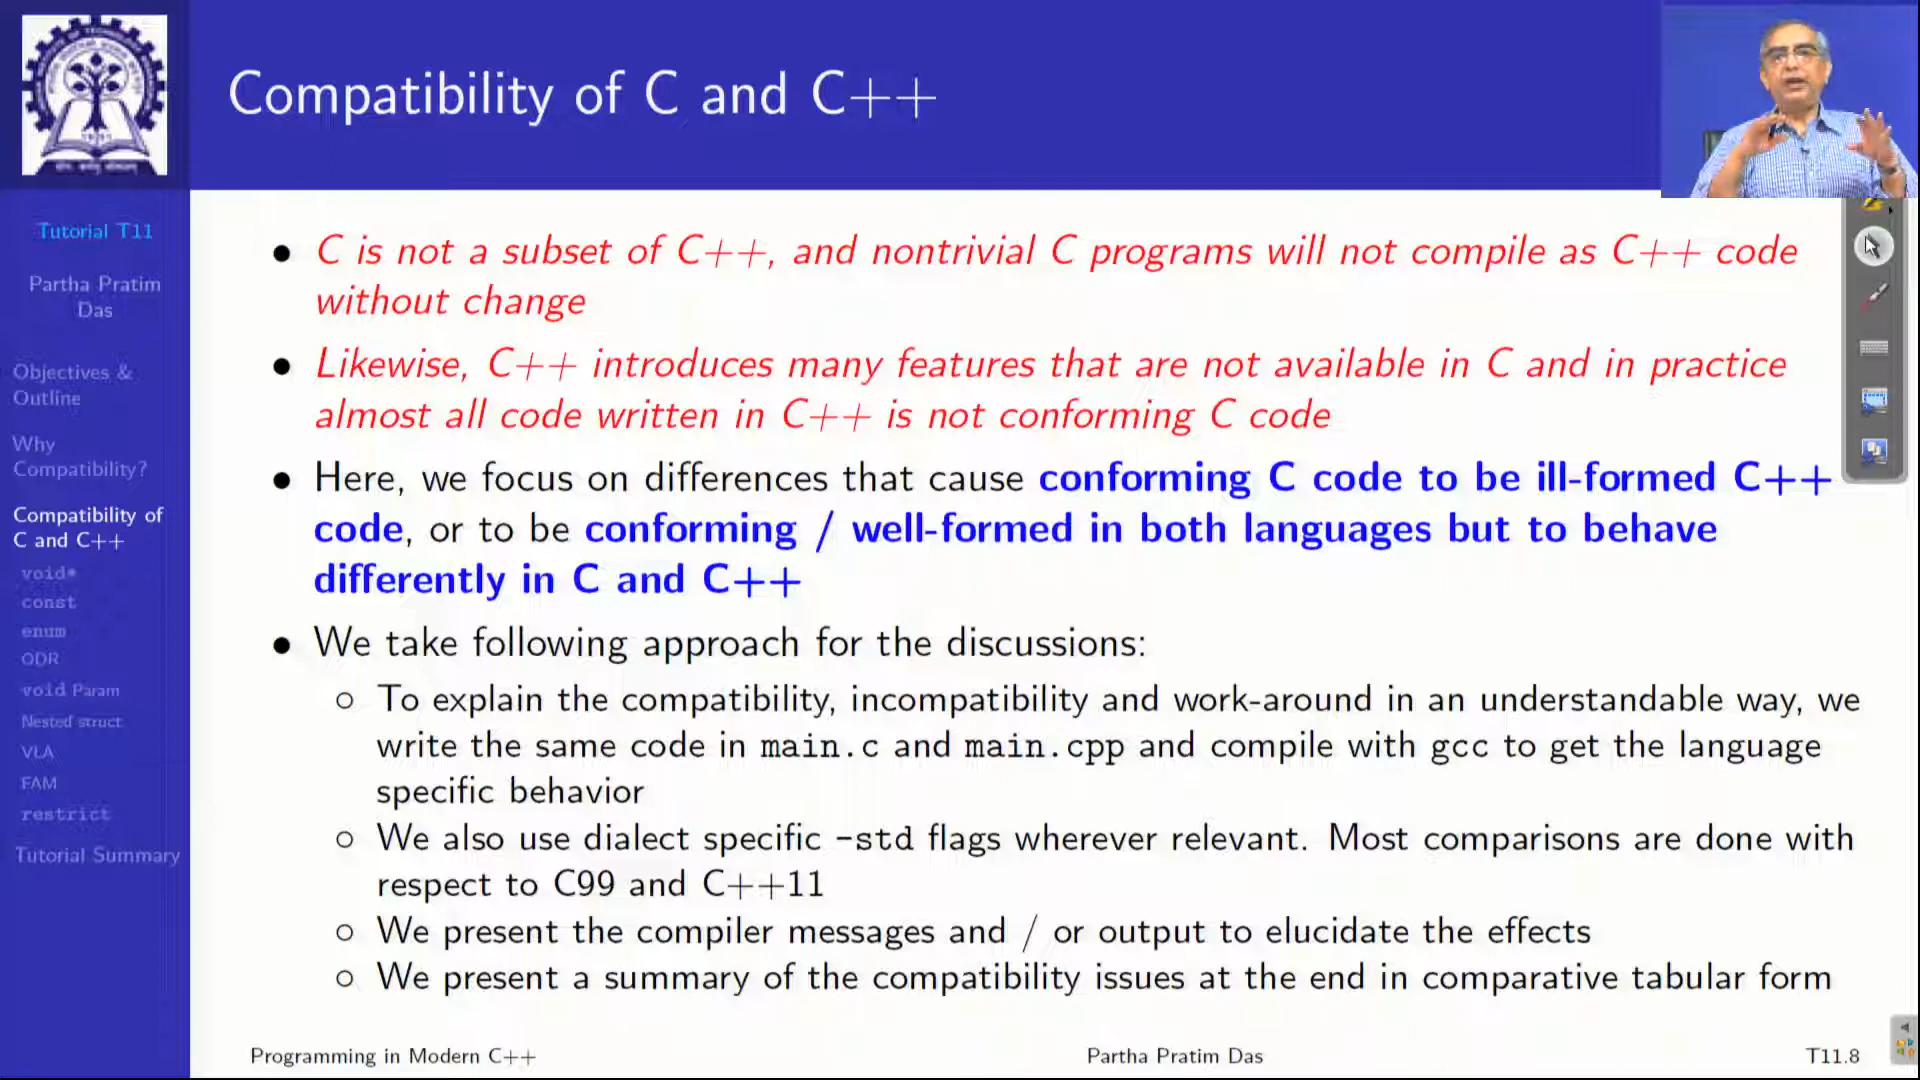 Compatibility of C and C++
Tutorial T11
Partha Pratim
Das
Objectives &
Outline
Why
Compatibility?
Compatibility of
C and C++
void*
const
enum
ODR
void Param
Nested struct
VLA
FAM
restrict
Tutorial Summary
● C is not a subset of C++, and nontrivial C programs will not compile as C++ code
without change
● Likewise, C++ introduces many features that are not available in C and in practice
almost all code written in C++ is not conforming C code
● Here, we focus on differences that cause conforming C code to be ill-formed C++
code, or to be conforming / well-formed in both languages but to behave
differently in C and C++
● We take following approach for the discussions:
○ To explain the compatibility, incompatibility and work-around in an understandable way, we
write the same code in main.c and main.cpp and compile with gcc to get the language
specific behavior
○ We also use dialect specific -std flags wherever relevant. Most comparisons are done with
respect to C99 and C++11
○ We present the compiler messages and / or output to elucidate the effects
○ We present a summary of the compatibility issues at the end in comparative tabular form
Programming in Modern C++
Partha Pratim Das
T11.8